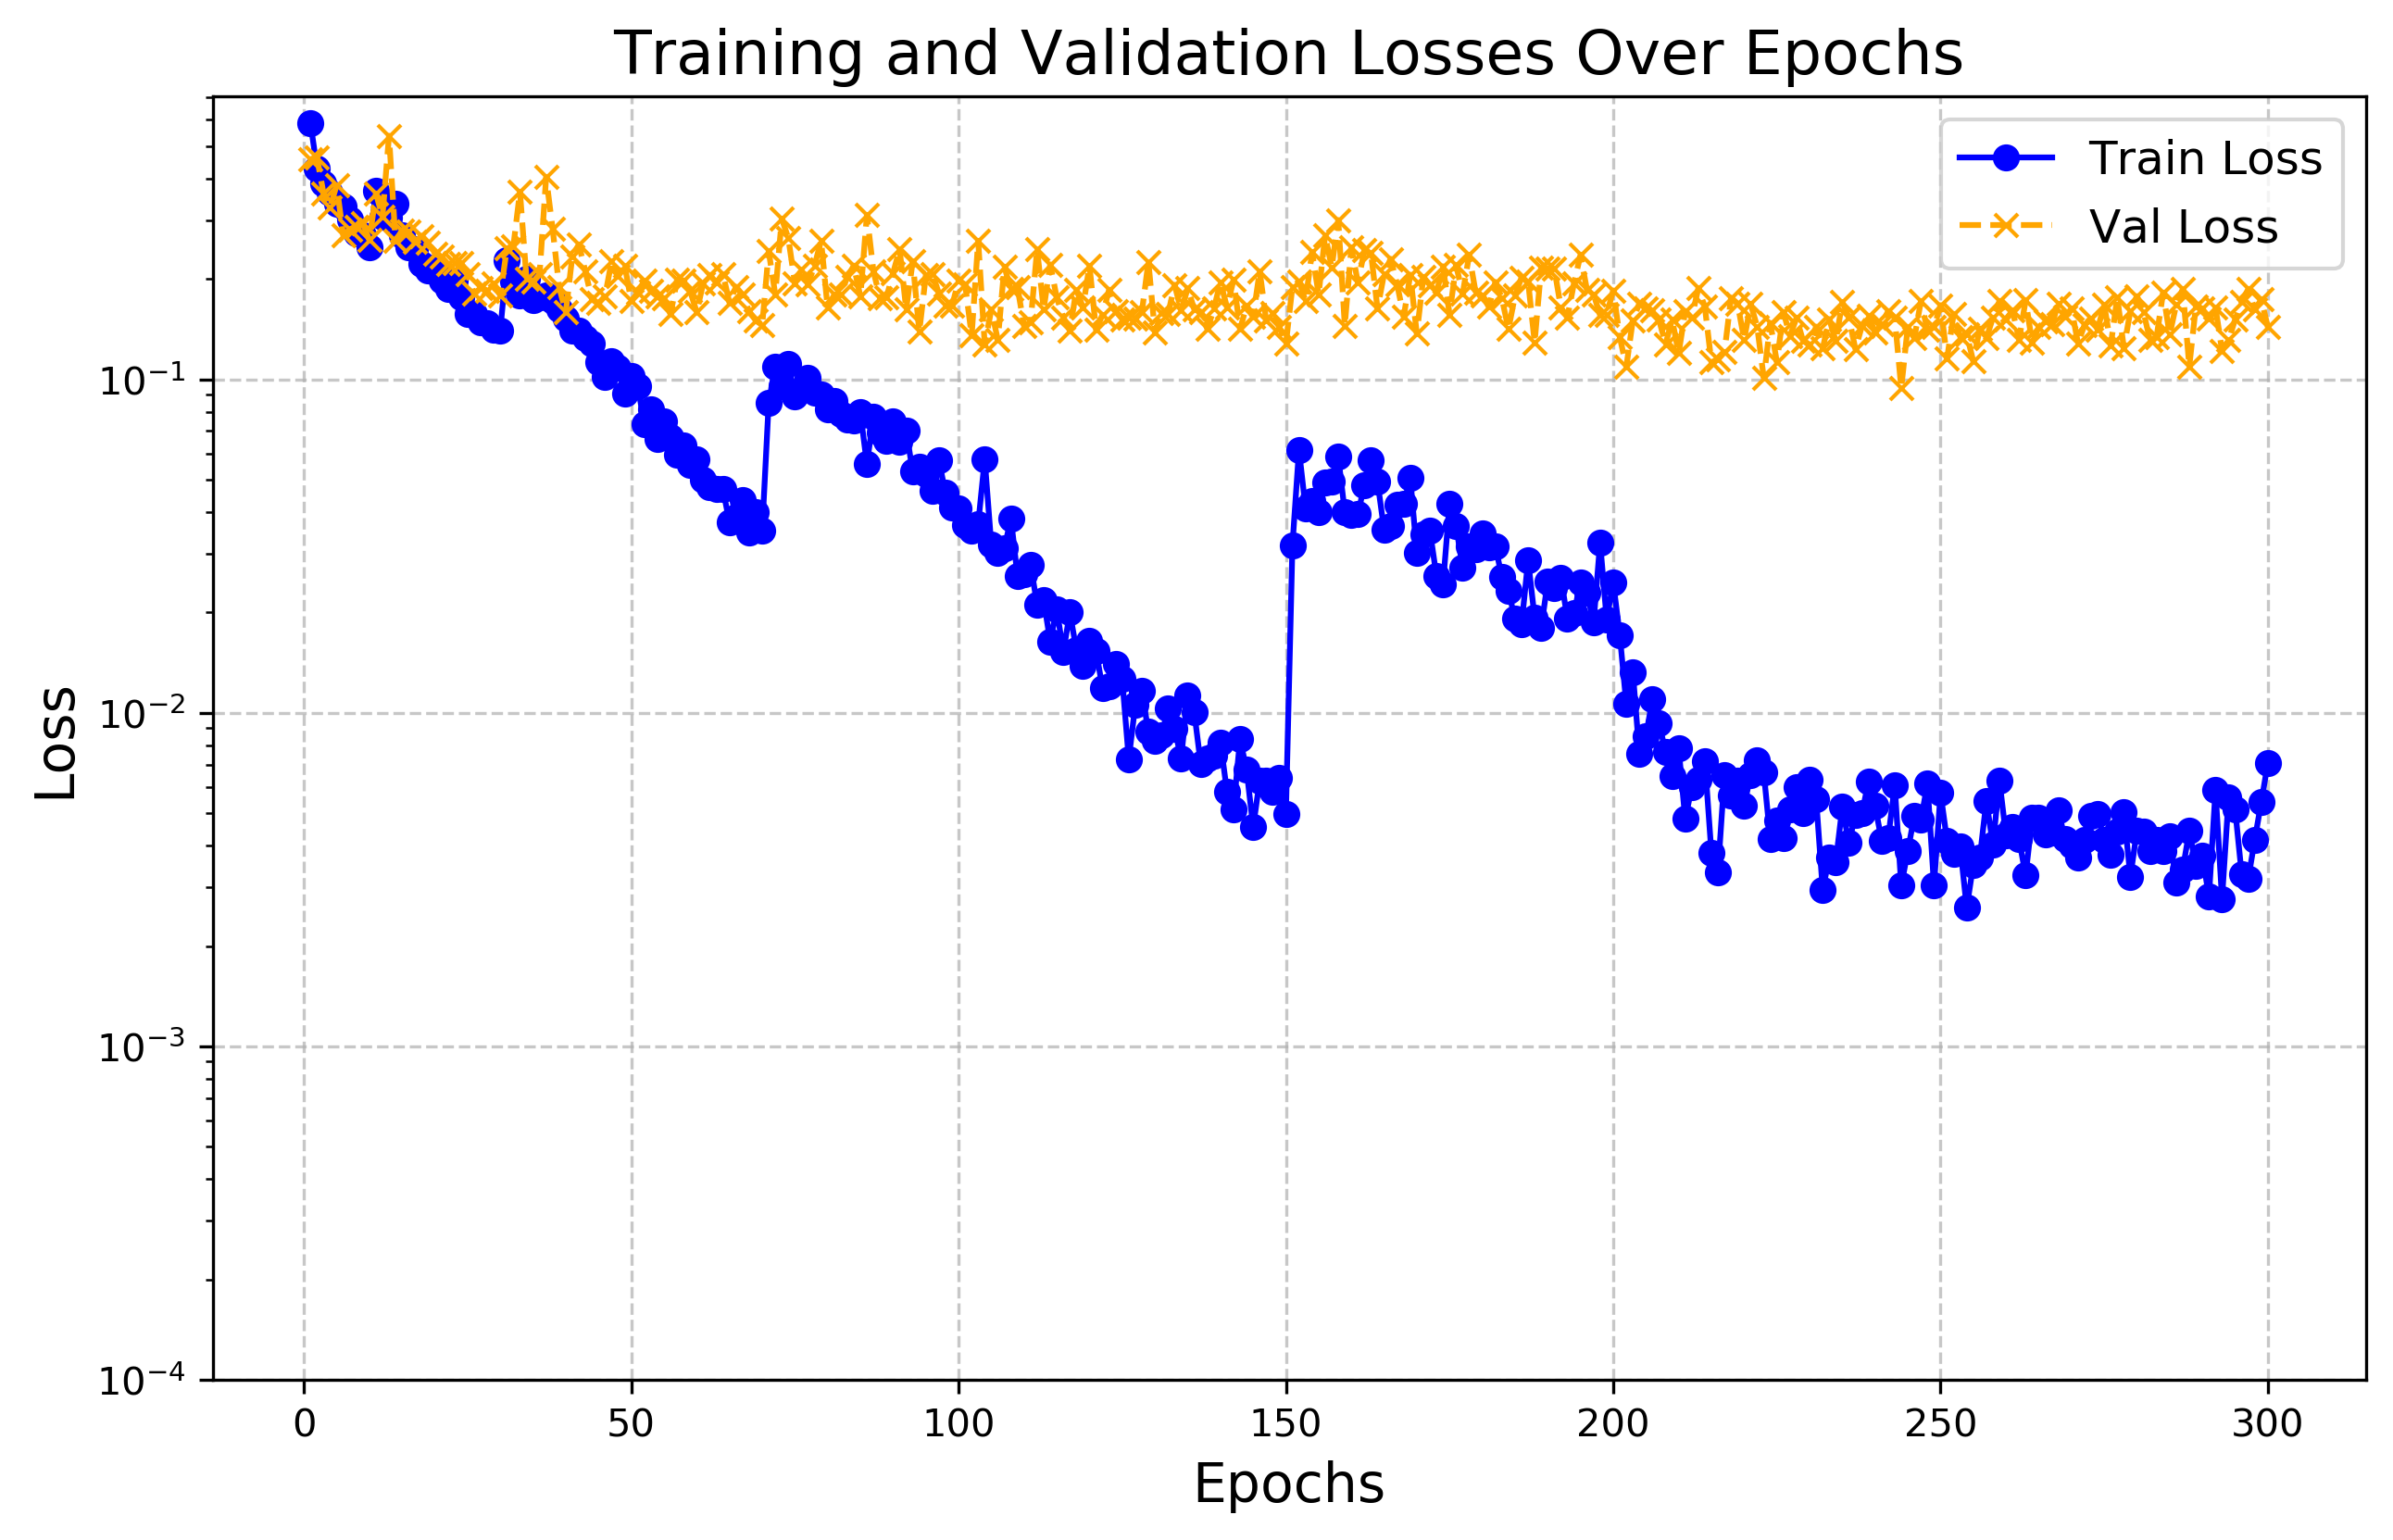 Training and Validation Losses Over Epochs
Train Loss
Val Loss
Loss
10⁻¹
10⁻²
10⁻³
10⁻⁴
0 50 100 150 200 250 300
Epochs